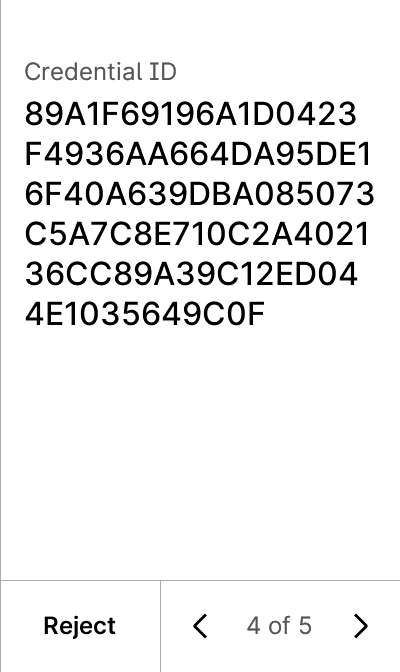 Credential ID
89A1F69196A1D0423
F4936AA664DA95DE1
6F40A639DBA085073
C5A7C8E710C2A4021
36CC89A39C12ED04
4E1035649C0F
Reject
4 of 5